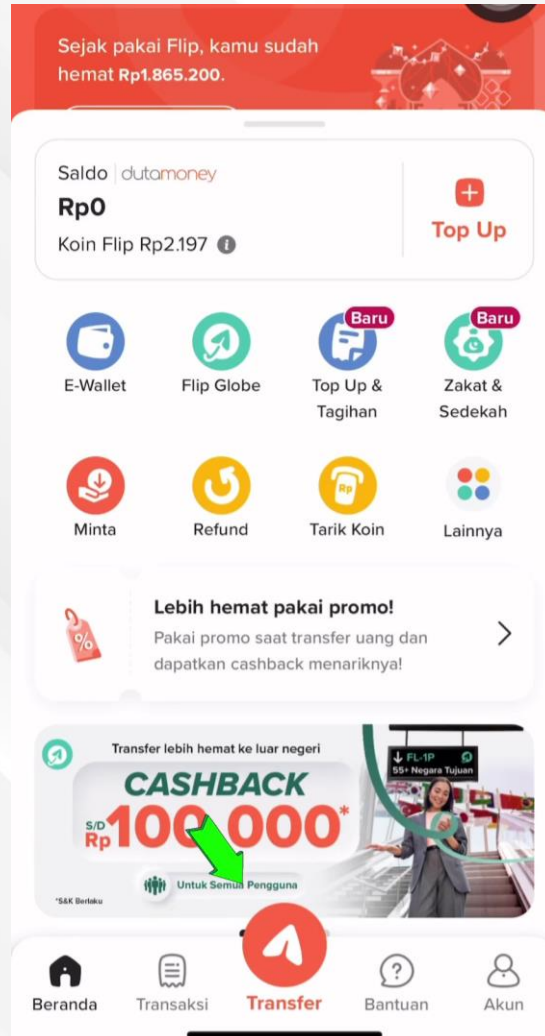 Sejak pakai Flip, kamu sudah
hemat Rp1.865.200.
Saldo dutamoney
Rp0
Koin Flip Rp2.197 i
Top Up
Baru
Baru
E-Wallet
Flip Globe
Top Up &
Tagihan
Zakat &
Sedekah
Rp
Minta
Refund
Tarik Koin
Lainnya
%
Lebih hemat pakai promo!
Pakai promo saat transfer uang dan
dapatkan cashback menariknya!
Transfer lebih hemat ke luar negeri
CASHBACK
S/D
Rp100.000*
Untuk Semua Pengguna
*S&K Berlaku
FL-1P
55+ Negara Tujuan
Beranda
Transaksi
Transfer
Bantuan
Akun